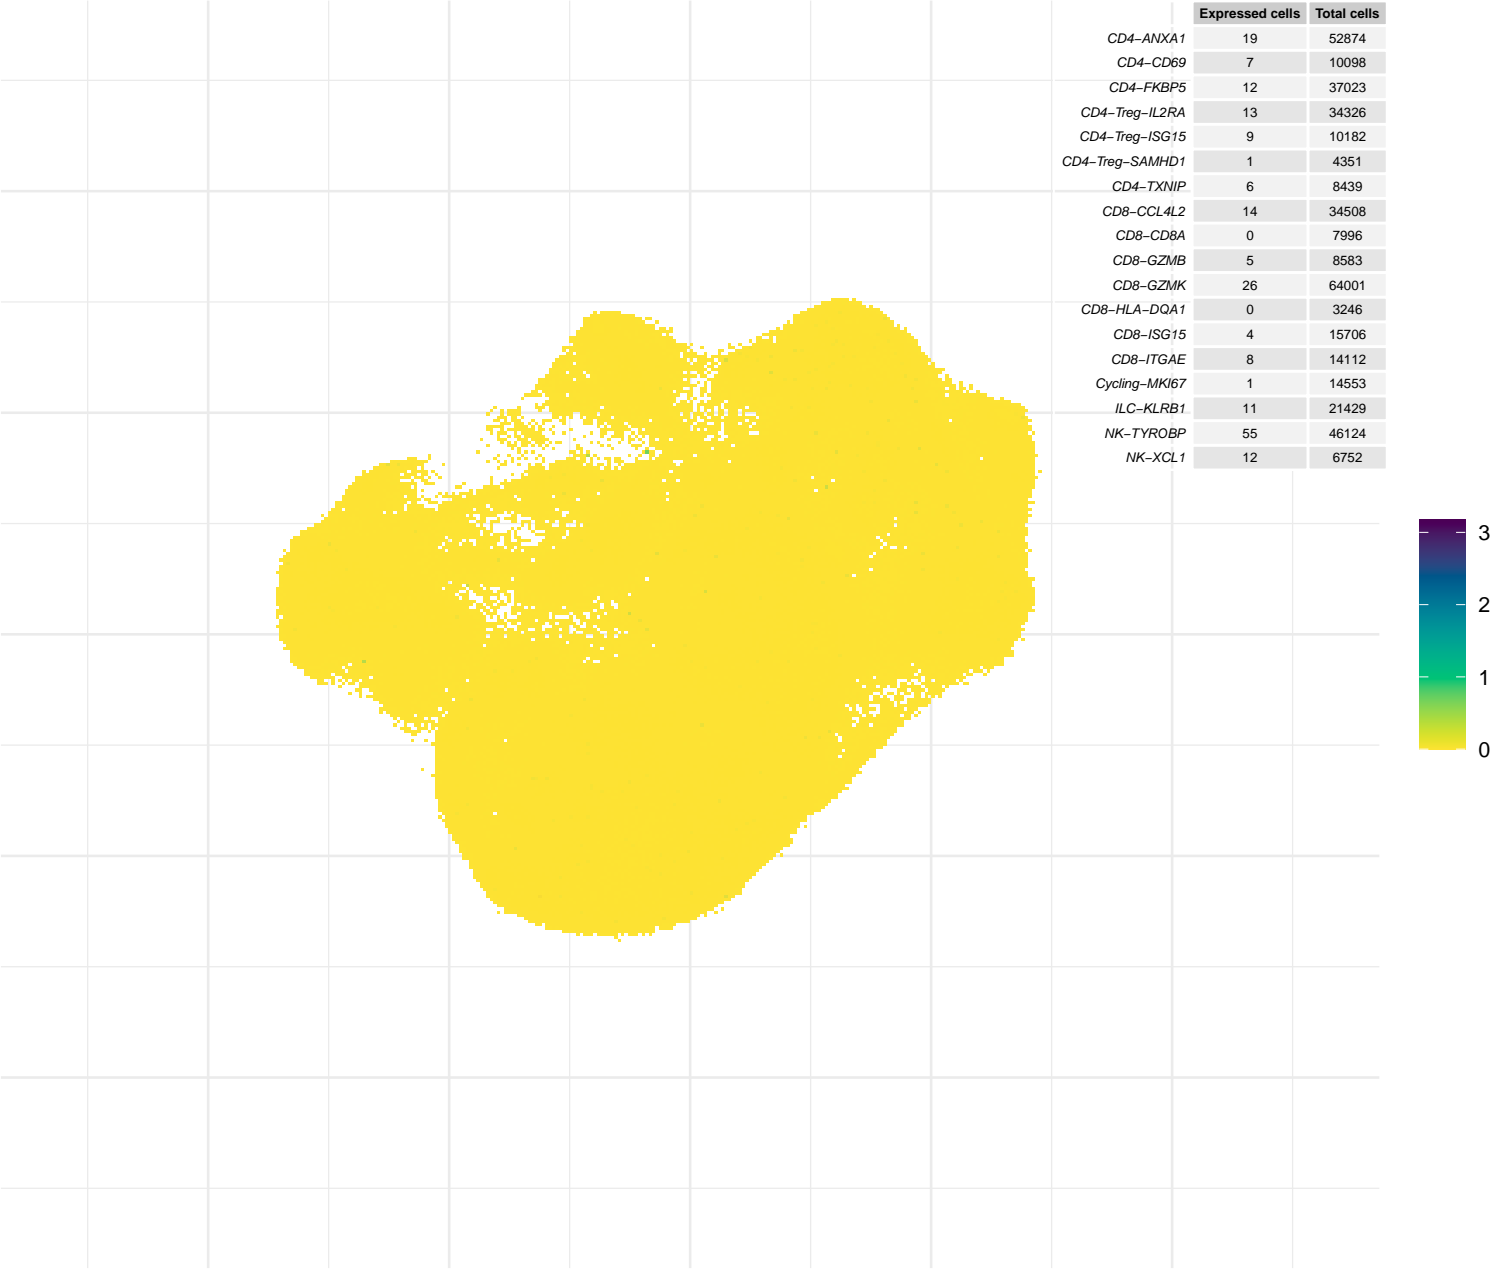 Expressed cells Total cells
CD4−ANXA1 19 52874
CD4−CD69 7 10098
CD4−FKBP5 12 37023
CD4−Treg−IL2RA 13 34326
CD4−Treg−ISG15 9 10182
CD4−Treg−SAMHD1 1 4351
CD4−TXNIP 6 8439
CD8−CCL4L2 14 34508
CD8−CD8A 0 7996
CD8−GZMB 5 8583
CD8−GZMK 26 64001
CD8−HLA−DQA1 0 3246
CD8−ISG15 4 15706
CD8−ITGAE 8 14112
Cycling−MKI67 1 14553
ILC−KLRB1 11 21429
NK−TYROBP 55 46124
NK−XCL1 12 6752
3
2
1
0